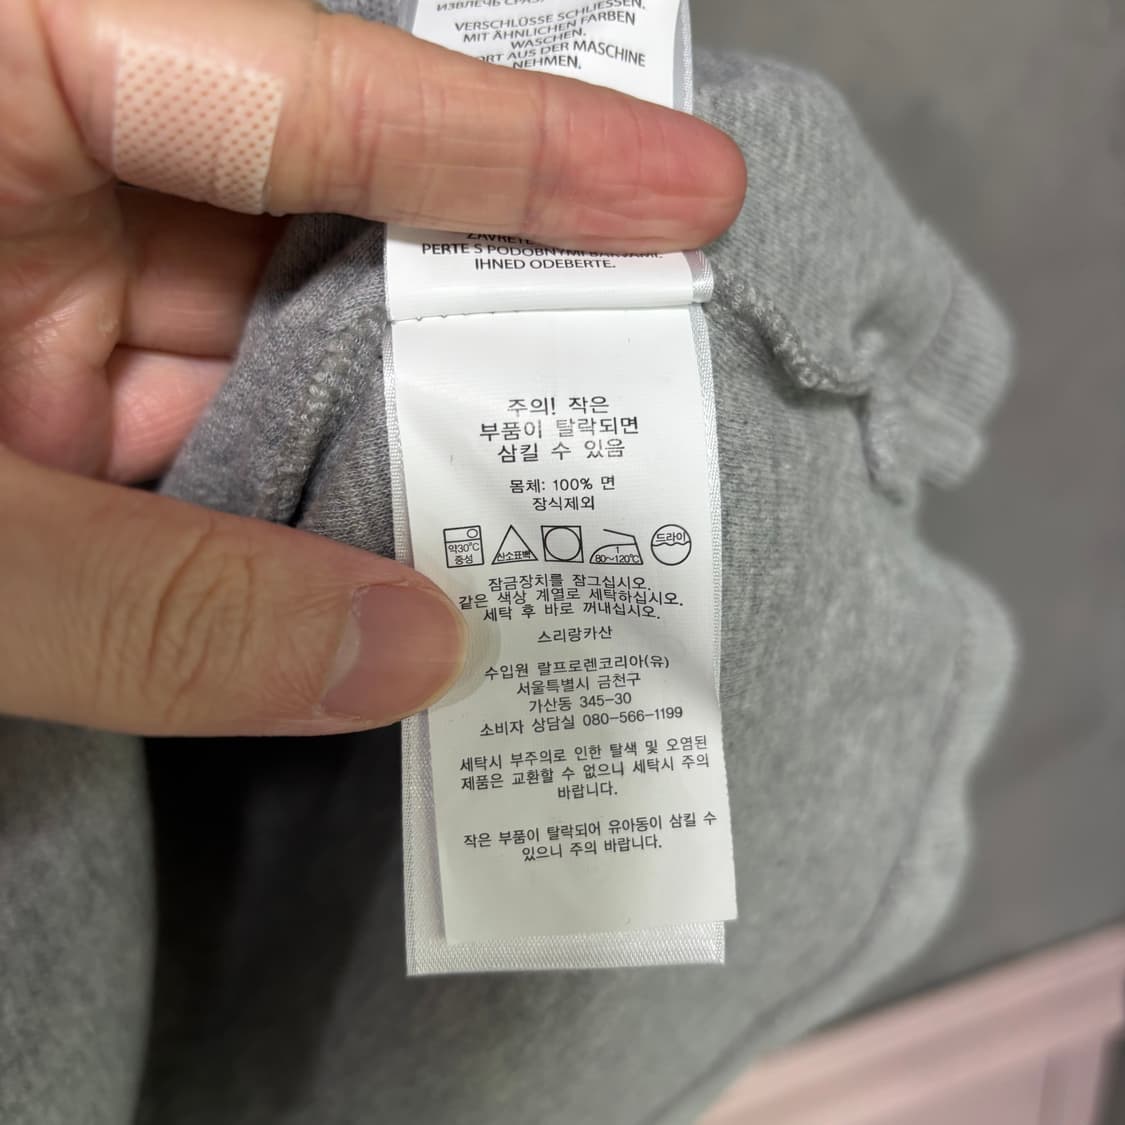 VERSCHLÜSSE SCHLIESSEN.
MIT ÄHNLICHEN FARBEN
WASCHEN.
AUS DER MASCHINE
NEHMEN.
PERTE S PODOBNÝMI BARVAMI.
IHNED ODEBERTE.
주의! 작은
부품이 탈락되면
삼킬 수 있음
몸체: 100% 면
장식제외
약30℃
중성
산소표백
80~120℃
드라이
잠금장치를 잠그십시오.
같은 색상 계열로 세탁하십시오.
세탁 후 바로 꺼내십시오.
스리랑카산
수입원 랄프로렌코리아(유)
서울특별시 금천구
가산동 345-30
소비자 상담실 080-566-1199
세탁시 부주의로 인한 탈색 및 오염된
제품은 교환할 수 없으니 세탁시 주의
바랍니다.
작은 부품이 탈락되어 유아동이 삼킬 수
있으니 주의 바랍니다.